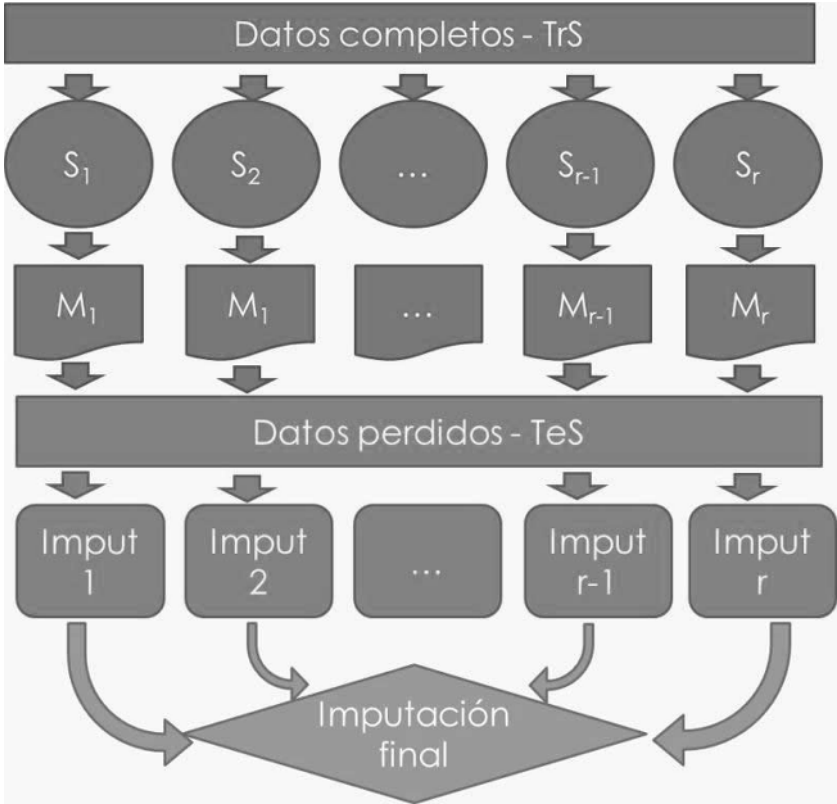 Datos completos - TrS
S1 S2 ... Sr-1 Sr
M1 M1 ... Mr-1 Mr
Datos perdidos - TeS
Imput Imput ... Imput Imput
1 2 r-1 r
Imputación
final